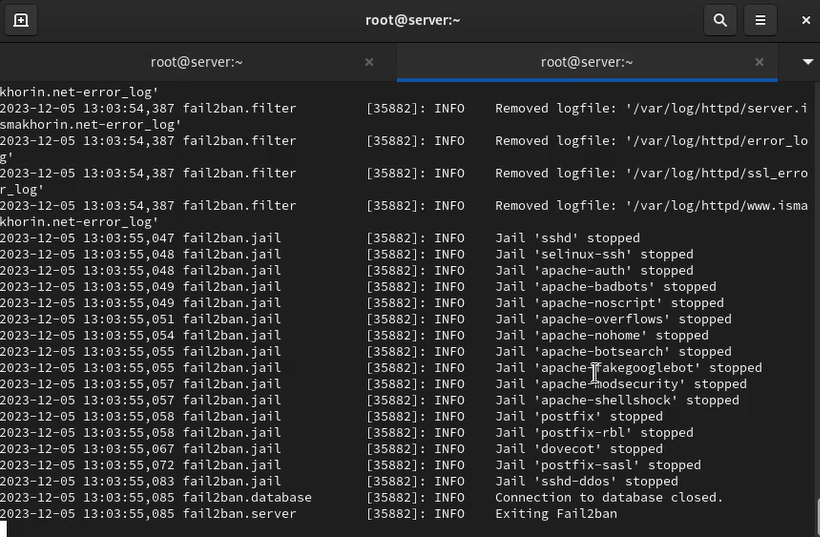 root@server:~
root@server:~
root@server:~
khorin.net-error_log'
2023-12-05 13:03:54,387 fail2ban.filter [35882]: INFO Removed logfile: '/var/log/httpd/server.i
smakhorin.net-error_log'
2023-12-05 13:03:54,387 fail2ban.filter [35882]: INFO Removed logfile: '/var/log/httpd/error_lo
g'
2023-12-05 13:03:54,387 fail2ban.filter [35882]: INFO Removed logfile: '/var/log/httpd/ssl_erro
r_log'
2023-12-05 13:03:54,387 fail2ban.filter [35882]: INFO Removed logfile: '/var/log/httpd/www.isma
khorin.net-error_log'
2023-12-05 13:03:55,047 fail2ban.jail [35882]: INFO Jail 'sshd' stopped
2023-12-05 13:03:55,048 fail2ban.jail [35882]: INFO Jail 'selinux-ssh' stopped
2023-12-05 13:03:55,048 fail2ban.jail [35882]: INFO Jail 'apache-auth' stopped
2023-12-05 13:03:55,049 fail2ban.jail [35882]: INFO Jail 'apache-badbots' stopped
2023-12-05 13:03:55,049 fail2ban.jail [35882]: INFO Jail 'apache-noscript' stopped
2023-12-05 13:03:55,051 fail2ban.jail [35882]: INFO Jail 'apache-overflows' stopped
2023-12-05 13:03:55,054 fail2ban.jail [35882]: INFO Jail 'apache-nohome' stopped
2023-12-05 13:03:55,055 fail2ban.jail [35882]: INFO Jail 'apache-botsearch' stopped
2023-12-05 13:03:55,055 fail2ban.jail [35882]: INFO Jail 'apache-fakegooglebot' stopped
2023-12-05 13:03:55,057 fail2ban.jail [35882]: INFO Jail 'apache-modsecurity' stopped
2023-12-05 13:03:55,057 fail2ban.jail [35882]: INFO Jail 'apache-shellshock' stopped
2023-12-05 13:03:55,058 fail2ban.jail [35882]: INFO Jail 'postfix' stopped
2023-12-05 13:03:55,058 fail2ban.jail [35882]: INFO Jail 'postfix-rbl' stopped
2023-12-05 13:03:55,067 fail2ban.jail [35882]: INFO Jail 'dovecot' stopped
2023-12-05 13:03:55,072 fail2ban.jail [35882]: INFO Jail 'postfix-sasl' stopped
2023-12-05 13:03:55,083 fail2ban.jail [35882]: INFO Jail 'sshd-ddos' stopped
2023-12-05 13:03:55,085 fail2ban.database [35882]: INFO Connection to database closed.
2023-12-05 13:03:55,085 fail2ban.server [35882]: INFO Exiting Fail2ban